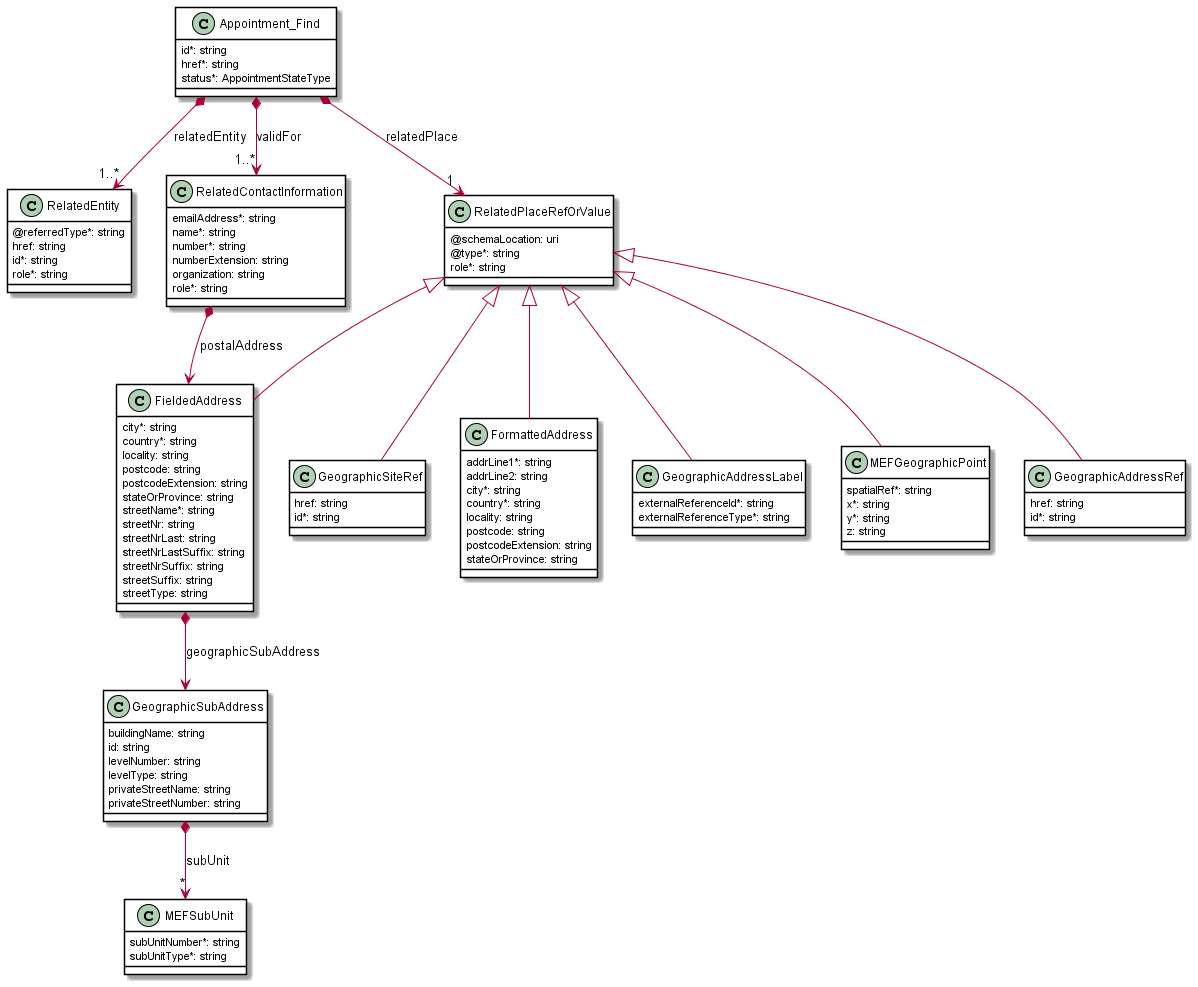 C Appointment_Find
id*: string
href*: string
status*: AppointmentStateType
relatedEntity
validFor
relatedPlace
1..*
1..*
1
C RelatedEntity
@referredType*: string
href: string
id*: string
role*: string
C RelatedContactInformation
emailAddress*: string
name*: string
number*: string
numberExtension: string
organization: string
role*: string
C RelatedPlaceRefOrValue
@schemaLocation: uri
@type*: string
role*: string
postalAddress
C FieldedAddress
city*: string
country*: string
locality: string
postcode: string
postcodeExtension: string
stateOrProvince: string
streetName*: string
streetNr: string
streetNrLast: string
streetNrLastSuffix: string
streetNrSuffix: string
streetSuffix: string
streetType: string
C GeographicSiteRef
href: string
id*: string
C FormattedAddress
addrLine1*: string
addrLine2: string
city*: string
country*: string
locality: string
postcode: string
postcodeExtension: string
stateOrProvince: string
C GeographicAddressLabel
externalReferenceId*: string
externalReferenceType*: string
C MEFGeographicPoint
spatialRef*: string
x*: string
y*: string
z: string
C GeographicAddressRef
href: string
id*: string
geographicSubAddress
C GeographicSubAddress
buildingName: string
id: string
levelNumber: string
levelType: string
privateStreetName: string
privateStreetNumber: string
subUnit
*
C MEFSubUnit
subUnitNumber*: string
subUnitType*: string